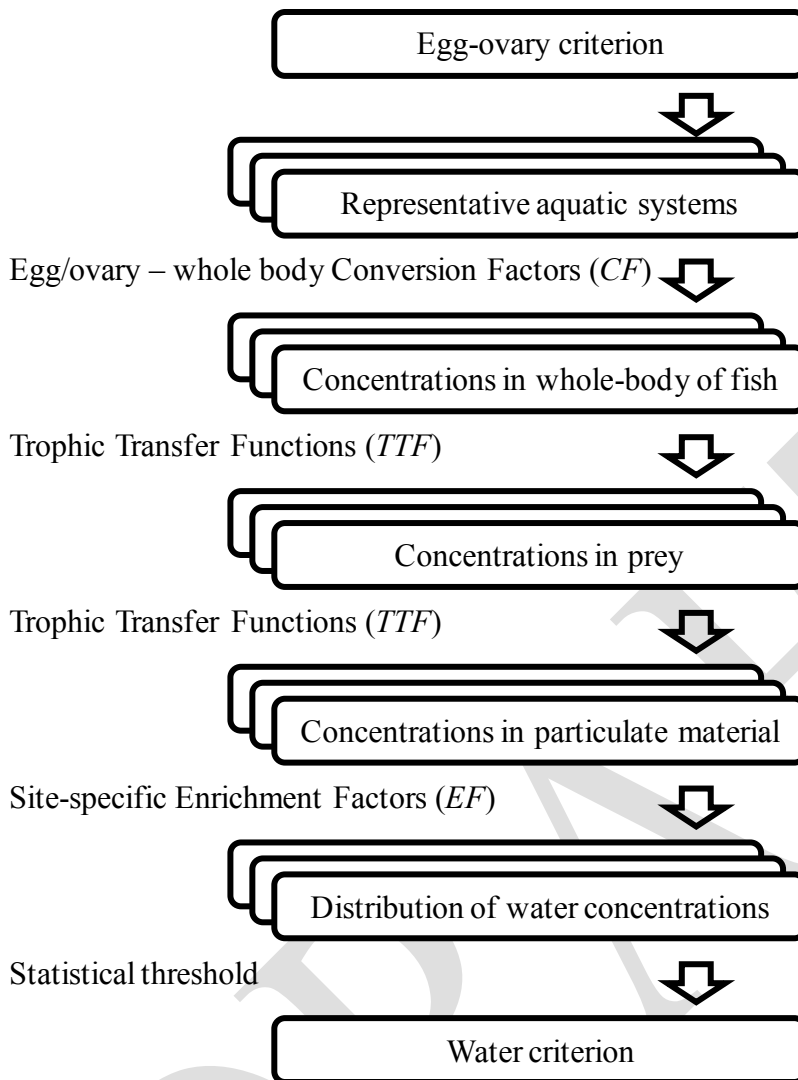 Egg-ovary criterion
Representative aquatic systems
Egg/ovary – whole body Conversion Factors (CF)
Concentrations in whole-body of fish
Trophic Transfer Functions (TTF)
Concentrations in prey
Trophic Transfer Functions (TTF)
Concentrations in particulate material
Site-specific Enrichment Factors (EF)
Distribution of water concentrations
Statistical threshold
Water criterion